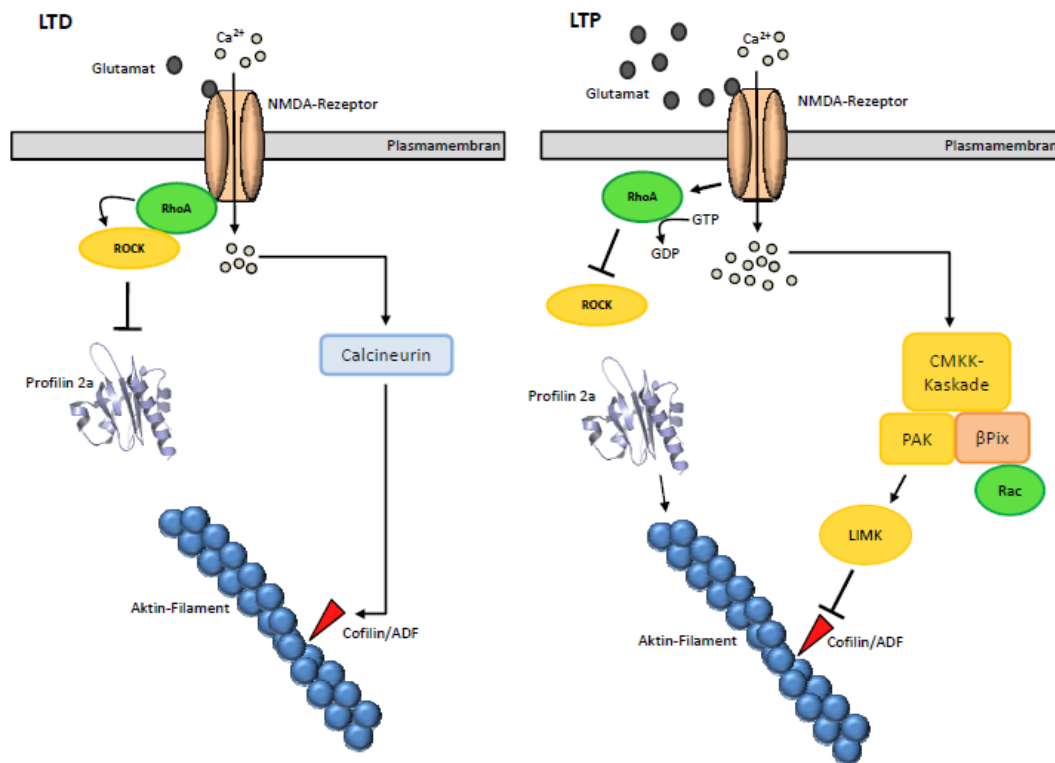 LTD
Ca²⁺
Glutamat
NMDA-Rezeptor
Plasmamembran
RhoA
ROCK
Calcineurin
Profilin 2a
Aktin-Filament
Cofilin/ADF
LTP
Ca²⁺
Glutamat
NMDA-Rezeptor
Plasmamembran
RhoA
GTP
GDP
ROCK
CMKK-
Kaskade
Profilin 2a
PAK
βPix
Rac
LIMK
Aktin-Filament
Cofilin/ADF